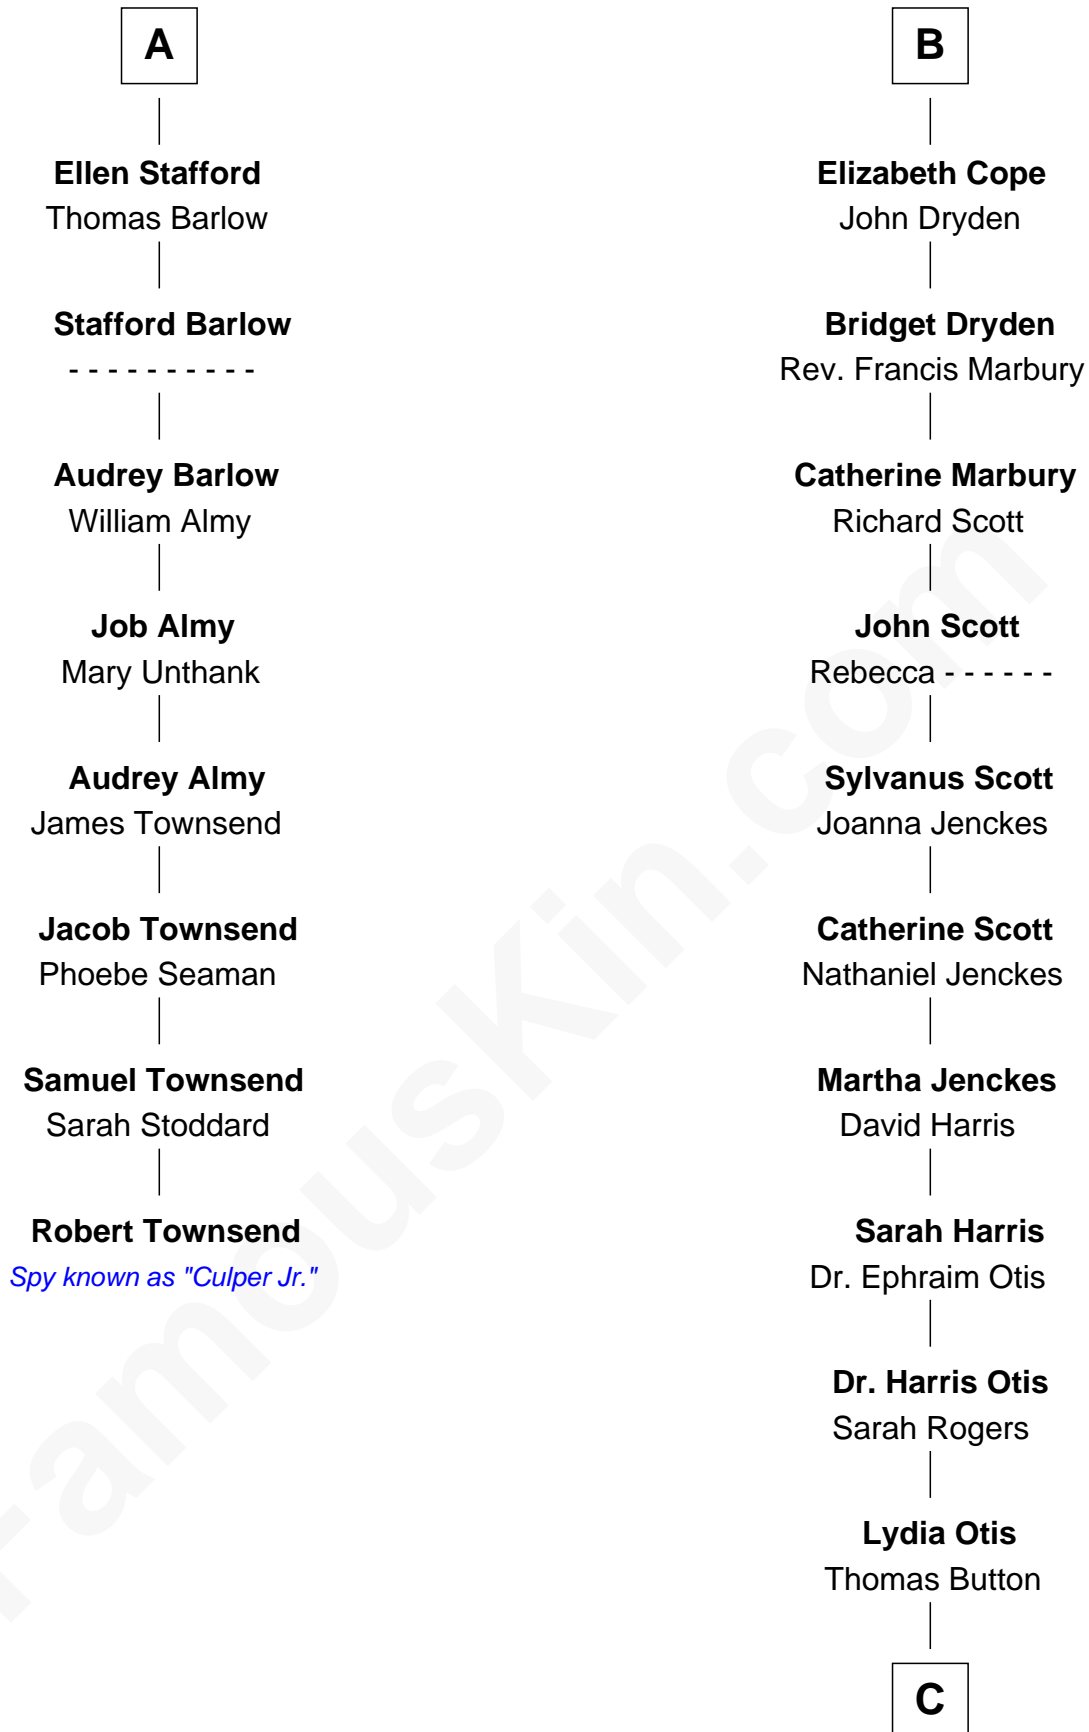 A
Ellen Stafford
Thomas Barlow
Stafford Barlow
- - - - - - - - - -
Audrey Barlow
William Almy
Job Almy
Mary Unthank
Audrey Almy
James Townsend
Jacob Townsend
Phoebe Seaman
Samuel Townsend
Sarah Stoddard
Robert Townsend
Spy known as "Culper Jr."
B
Elizabeth Cope
John Dryden
Bridget Dryden
Rev. Francis Marbury
Catherine Marbury
Richard Scott
John Scott
Rebecca - - - - - -
Sylvanus Scott
Joanna Jenckes
Catherine Scott
Nathaniel Jenckes
Martha Jenckes
David Harris
Sarah Harris
Dr. Ephraim Otis
Dr. Harris Otis
Sarah Rogers
Lydia Otis
Thomas Button
C
FamousKin.com